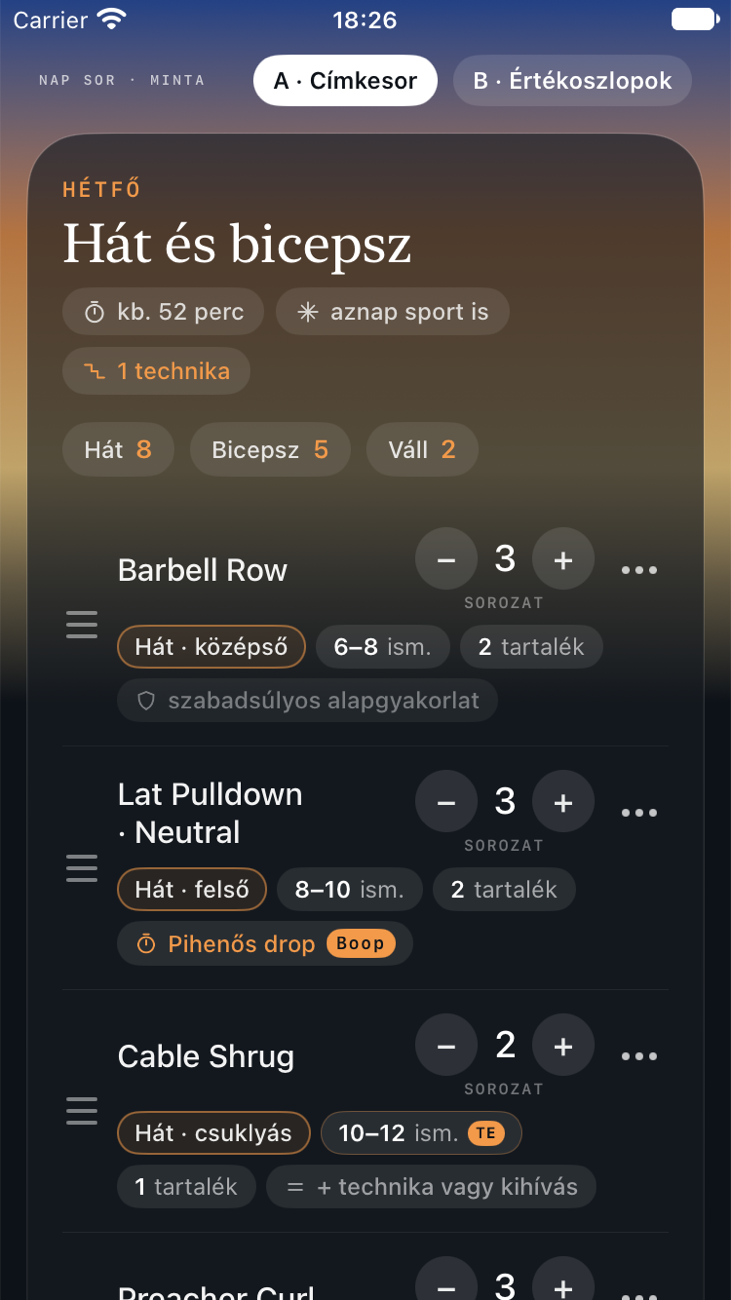 Carrier 18:26
NAP SOR · MINTA A · Címkesor B · Értékoszlopok
HÉTFŐ
Hát és bicepsz
kb. 52 perc aznap sport is
1 technika
Hát 8 Bicepsz 5 Váll 2
Barbell Row − 3 +
SOROZAT
Hát · középső 6–8 ism. 2 tartalék
szabadsúlyos alapgyakorlat
Lat Pulldown − 3 +
· Neutral SOROZAT
Hát · felső 8–10 ism. 2 tartalék
Pihenős drop Boop
Cable Shrug − 2 +
SOROZAT
Hát · csuklyás 10–12 ism. TE
1 tartalék = + technika vagy kihívás
Preacher Curl − 3 +